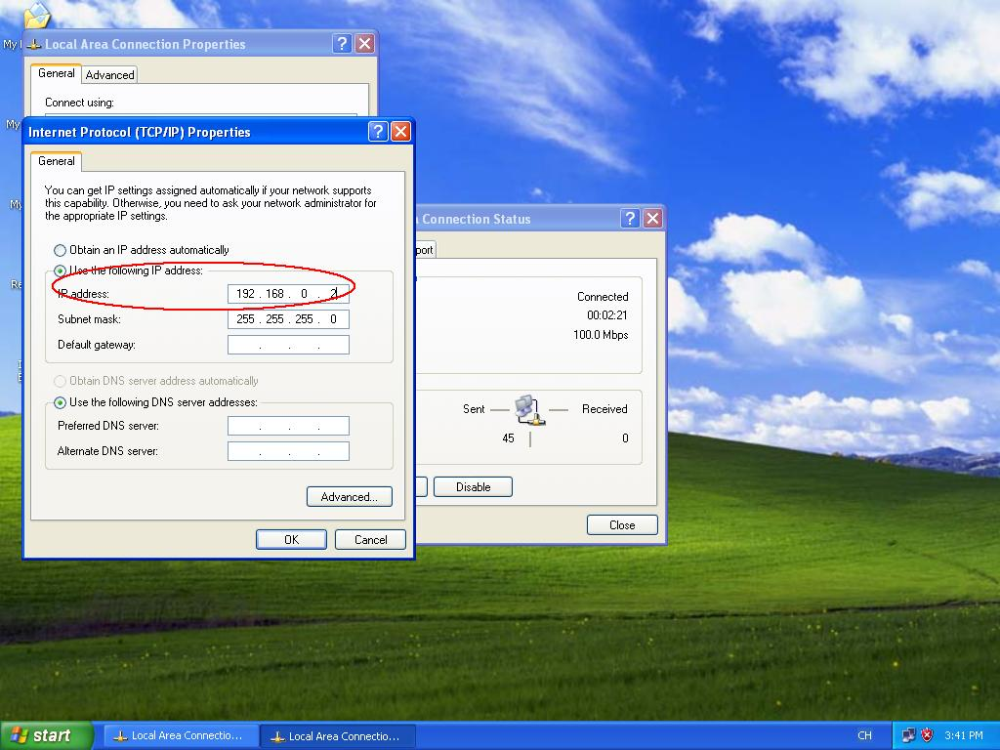 My
Local Area Connection Properties
General
Advanced
Connect using:
My
Internet Protocol (TCP/IP) Properties
General
You can get IP settings assigned automatically if your network supports
this capability. Otherwise, you need to ask your network administrator for
the appropriate IP settings.
My
Obtain an IP address automatically
Use the following IP address:
Re
IP address: 192 . 168 . 0 . 2
Subnet mask: 255 . 255 . 255 . 0
Default gateway: . . .
Obtain DNS server address automatically
Use the following DNS server addresses:
Preferred DNS server: . . .
Alternate DNS server: . . .
Advanced...
OK
Cancel
a Connection Status
port
Connected
00:02:21
100.0 Mbps
Sent
Received
45
0
Disable
Close
start
Local Area Connectio...
Local Area Connectio...
CH
3:41 PM